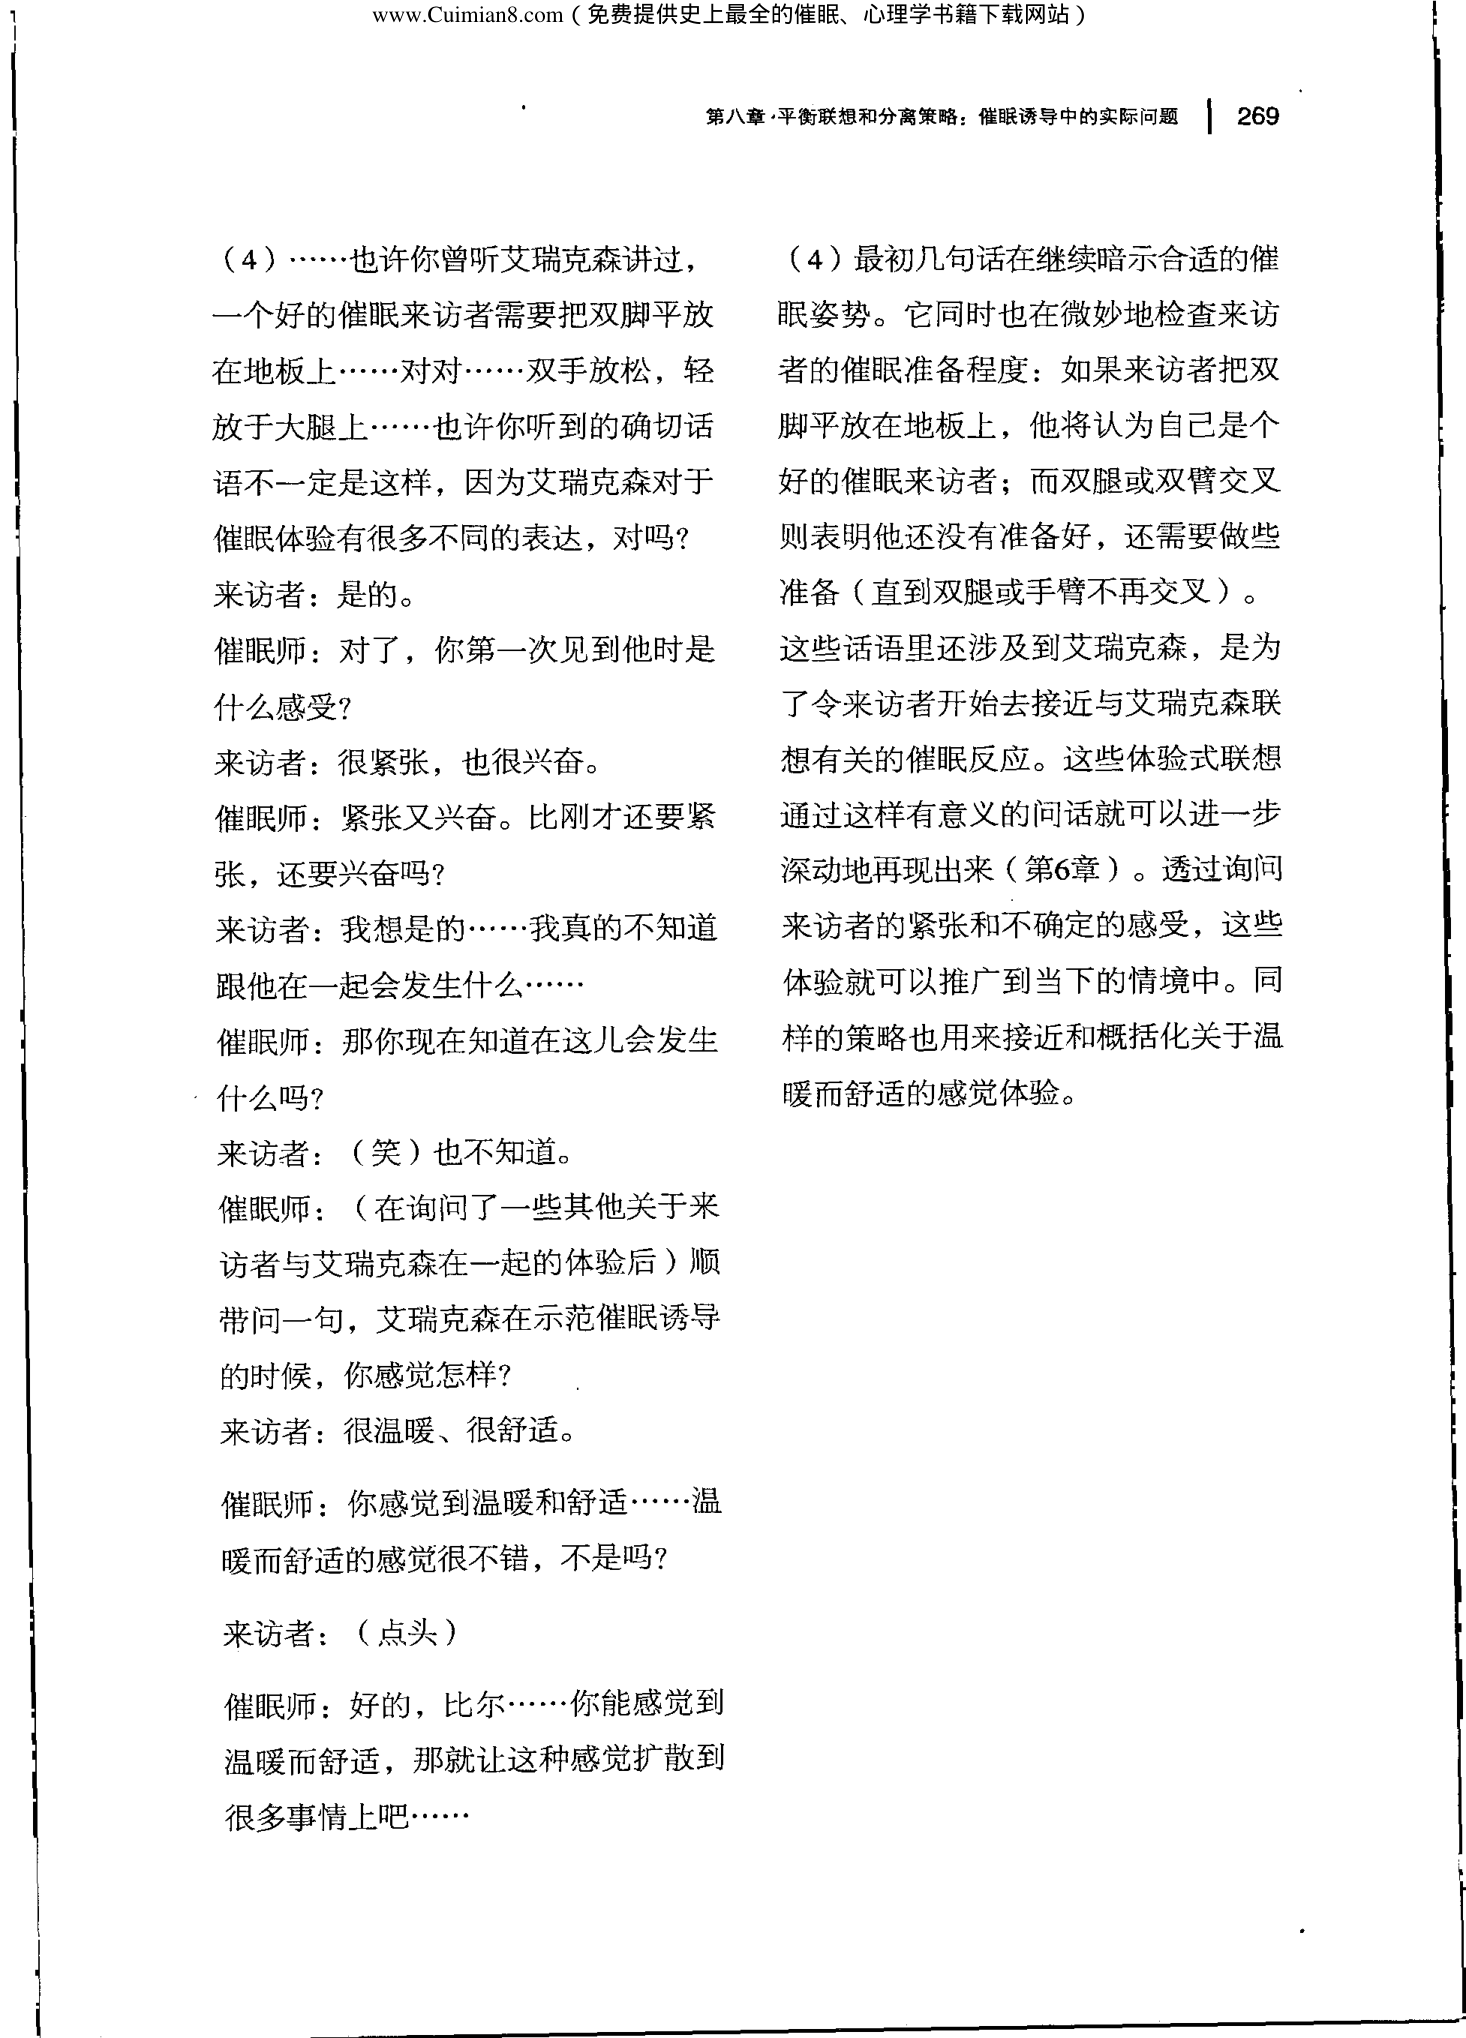 www.Cuimian8.com（免费提供史上最全的催眠、心理学书籍下载网站）
第八章·平衡联想和分离策略：催眠诱导中的实际问题 269
（4）……也许你曾听艾瑞克森讲过，
一个好的催眠来访者需要把双脚平放
在地板上……对对……双手放松，轻
放于大腿上……也许你听到的确切话
语不一定是这样，因为艾瑞克森对于
催眠体验有很多不同的表达，对吗？
来访者：是的。
催眠师：对了，你第一次见到他时是
什么感受？
来访者：很紧张，也很兴奋。
催眠师：紧张又兴奋。比刚才还要紧
张，还要兴奋吗？
来访者：我想是的……我真的不知道
跟他在一起会发生什么……
催眠师：那你现在知道在这儿会发生
什么吗？
来访者：（笑）也不知道。
催眠师：（在询问了一些其他关于来
访者与艾瑞克森在一起的体验后）顺
带问一句，艾瑞克森在示范催眠诱导
的时候，你感觉怎样？
来访者：很温暖、很舒适。
催眠师：你感觉到温暖和舒适……温
暖而舒适的感觉很不错，不是吗？
来访者：（点头）
催眠师：好的，比尔……你能感觉到
温暖而舒适，那就让这种感觉扩散到
很多事情上吧……
（4）最初几句话在继续暗示合适的催
眠姿势。它同时也在微妙地检查来访
者的催眠准备程度：如果来访者把双
脚平放在地板上，他将认为自己是个
好的催眠来访者；而双腿或双臂交叉
则表明他还没有准备好，还需要做些
准备（直到双腿或手臂不再交叉）。
这些话语里还涉及到艾瑞克森，是为
了令来访者开始去接近与艾瑞克森联
想有关的催眠反应。这些体验式联想
通过这样有意义的问话就可以进一步
深动地再现出来（第6章）。透过询问
来访者的紧张和不确定的感受，这些
体验就可以推广到当下的情境中。同
样的策略也用来接近和概括化关于温
暖而舒适的感觉体验。